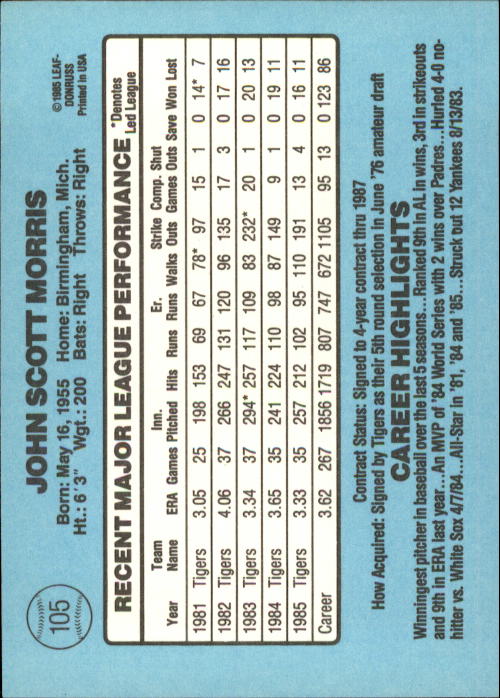 105
JOHN SCOTT MORRIS
©1985 LEAF-
DONRUSS
Printed in USA
Born: May 16, 1955 Home: Birmingham, Mich.
Ht.: 6'3" Wgt.: 200 Bats: Right Throws: Right
RECENT MAJOR LEAGUE PERFORMANCE *Denotes
Led League
Team Inn. Er. Strike Comp. Shut
Year Name ERA Games Pitched Hits Runs Runs Walks Outs Games Outs Save Won Lost
1981 Tigers 3.05 25 198 153 69 67 78* 97 15 1 0 14* 7
1982 Tigers 4.06 37 266 247 131 120 96 135 17 3 0 17 16
1983 Tigers 3.34 37 294* 257 117 109 83 232* 20 1 0 20 13
1984 Tigers 3.65 35 241 224 110 98 87 149 9 1 0 19 11
1985 Tigers 3.33 35 257 212 102 95 110 191 13 4 0 16 11
Career 3.62 267 1856 1719 807 747 672 1105 95 13 0 123 86
Contract Status: Signed to 4-year contract thru 1987
How Acquired: Signed by Tigers as their 5th round selection in June '76 amateur draft
CAREER HIGHLIGHTS
Winningest pitcher in baseball over the last 5 seasons...Ranked 9th in AL in wins, 3rd in strikeouts
and 9th in ERA last year...An MVP of '84 World Series with 2 wins over Padres...Hurled 4-0 no-
hitter vs. White Sox 4/7/84...All-Star in '81, '84 and '85...Struck out 12 Yankees 8/13/83.